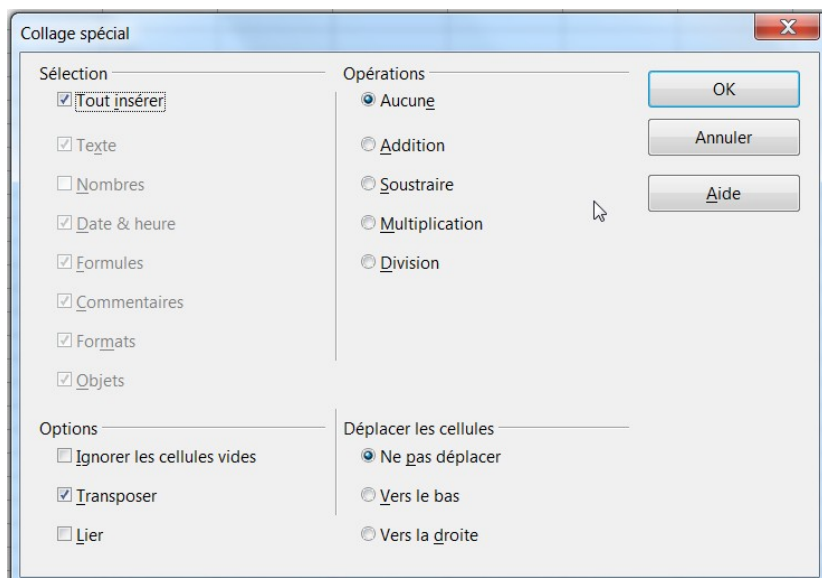 Collage spécial
Sélection
Tout insérer
Texte
Nombres
Date & heure
Formules
Commentaires
Formats
Objets
Opérations
Aucune
Addition
Soustraire
Multiplication
Division
OK
Annuler
Aide
Options
Ignorer les cellules vides
Transposer
Lier
Déplacer les cellules
Ne pas déplacer
Vers le bas
Vers la droite